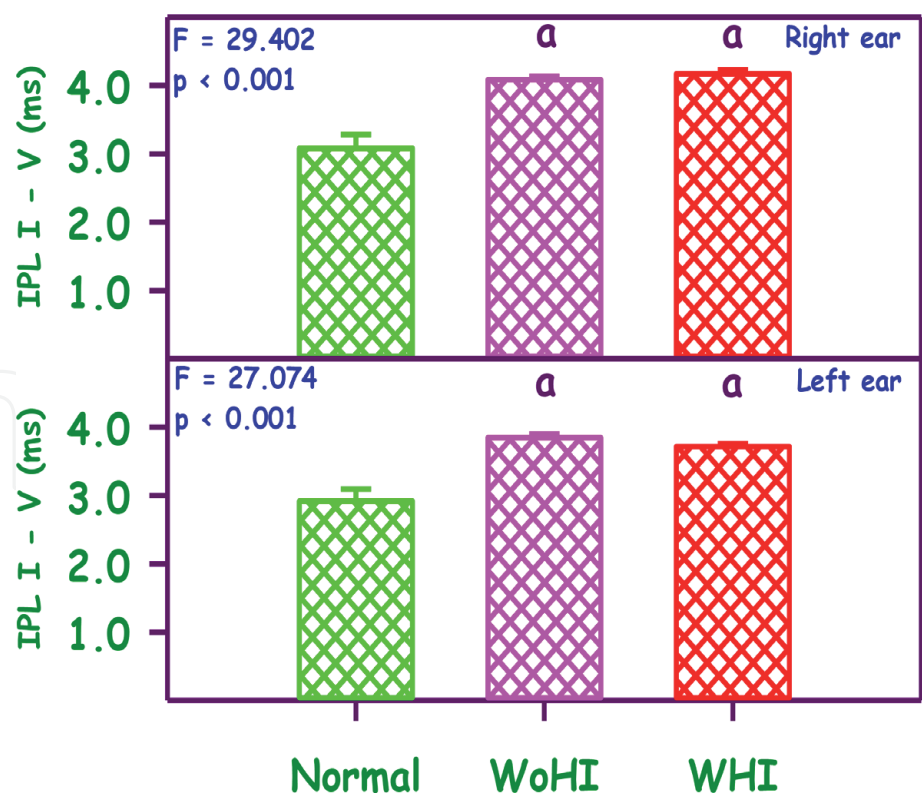 F = 29.402
p < 0.001
a
a
Right ear
IPL I - V (ms)
4.0
3.0
2.0
1.0
F = 27.074
p < 0.001
a
a
Left ear
IPL I - V (ms)
4.0
3.0
2.0
1.0
Normal
WoHI
WHI